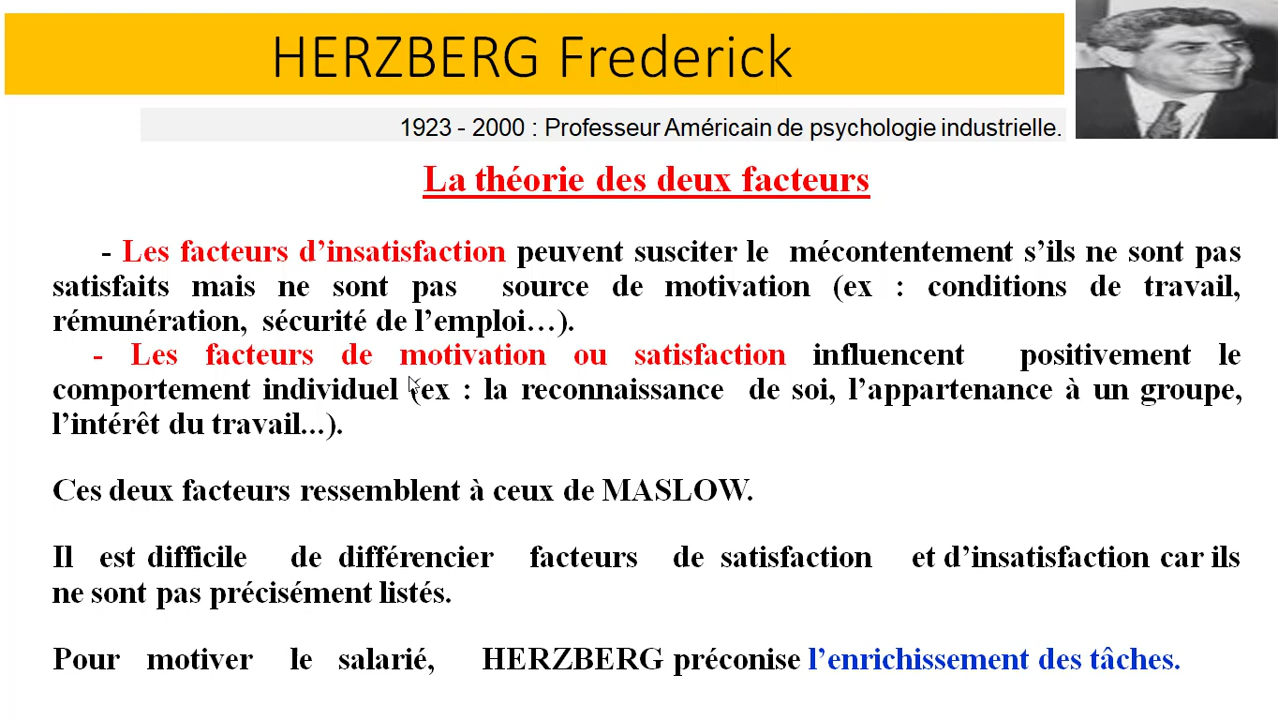 HERZBERG Frederick
1923 - 2000 : Professeur Américain de psychologie industrielle.
La théorie des deux facteurs
- Les facteurs d’insatisfaction peuvent susciter le mécontentement s’ils ne sont pas
satisfaits mais ne sont pas source de motivation (ex : conditions de travail,
rémunération, sécurité de l’emploi…).
- Les facteurs de motivation ou satisfaction influencent positivement le
comportement individuel (ex : la reconnaissance de soi, l’appartenance à un groupe,
l’intérêt du travail...).
Ces deux facteurs ressemblent à ceux de MASLOW.
Il est difficile de différencier facteurs de satisfaction et d’insatisfaction car ils
ne sont pas précisément listés.
Pour motiver le salarié, HERZBERG préconise l’enrichissement des tâches.